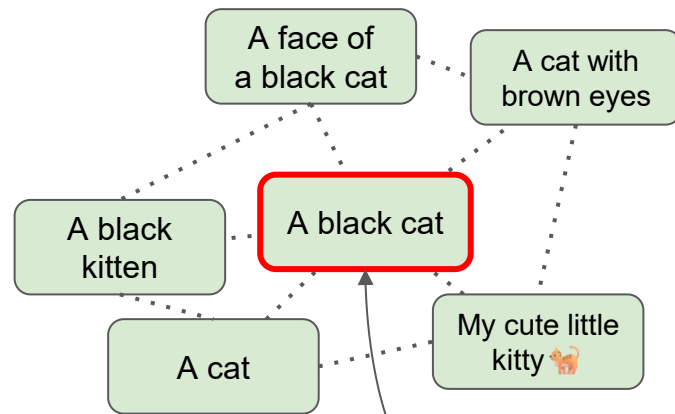 A face of
a black cat
A cat with
brown eyes
A black
kitten
A black cat
My cute little
kitty🐈
A cat